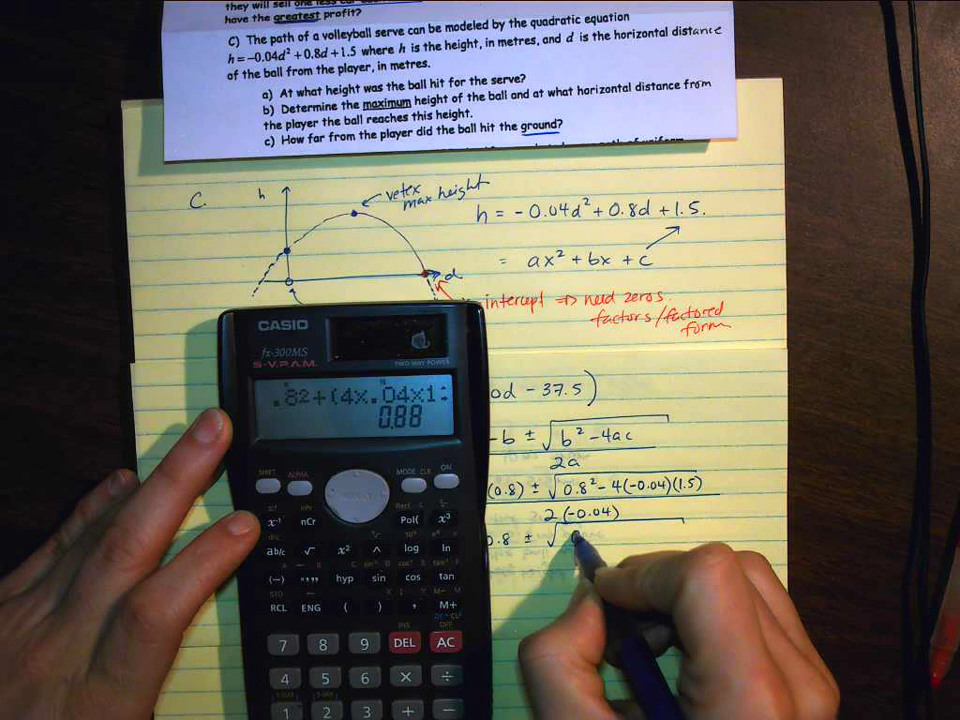 they will sell one less car
have the greatest profit?
C) The path of a volleyball serve can be modeled by the quadratic equation
h = -0.04d² + 0.8d + 1.5 where h is the height, in metres, and d is the horizontal distance
of the ball from the player, in metres.
a) At what height was the ball hit for the serve?
b) Determine the maximum height of the ball and at what horizontal distance from
the player the ball reaches this height.
c) How far from the player did the ball hit the ground?
C.
h
vetex
max height
h = -0.04d² + 0.8d + 1.5.
= ax² + bx + c
d
intercept ⇒ need zeros
factors/factored
form
od - 37.5)
-b ± √b² - 4ac
2a
(0.8) ± √0.8² - 4(-0.04)(1.5)
2(-0.04)
0.8 ± √0
CASIO
fx-300MS
S-V.P.A.M.
TWO WAY POWER
.82+(4x.04x1
0.88
SHIFT ALPHA MODE CLR ON
x⁻¹ nCr Pol( x³
ab/c √ x² ^ log ln
(-) °''' hyp sin cos tan
RCL ENG ( ) , M+
7 8 9 DEL AC
4 5 6 × ÷
1 2 3 + -